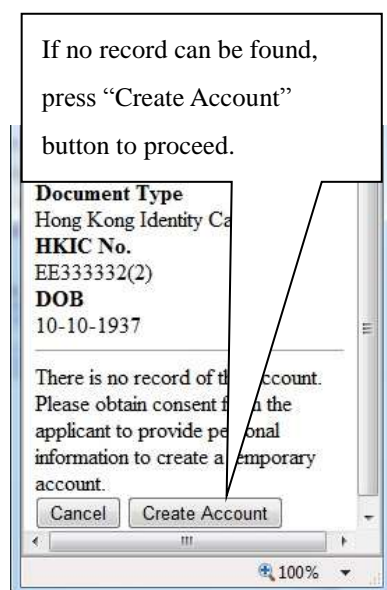 If no record can be found,
press “Create Account”
button to proceed.
Document Type
Hong Kong Identity Ca
HKIC No.
EE333332(2)
DOB
10-10-1937
There is no record of th ccount.
Please obtain consent f the
applicant to provide pe onal
information to create a emporary
account.
Cancel Create Account
100%